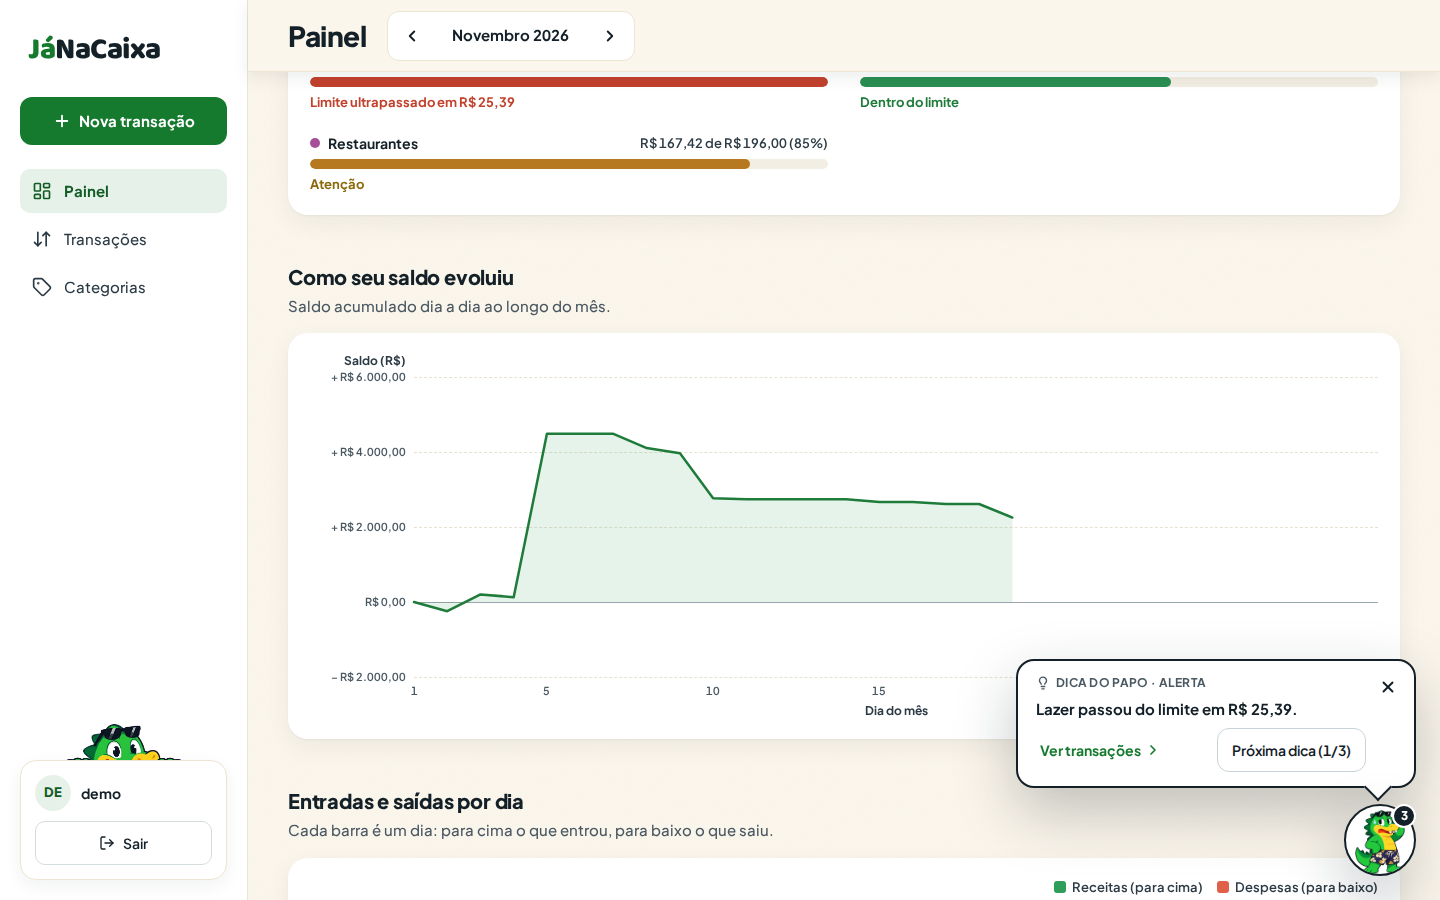 JáNaCaixa
Painel
Novembro 2026
Nova transação
Painel
Transações
Categorias
Limite ultrapassado em R$ 25,39
Dentro do limite
Restaurantes
R$ 167,42 de R$ 196,00 (85%)
Atenção
Como seu saldo evoluiu
Saldo acumulado dia a dia ao longo do mês.
Saldo (R$)
+ R$ 6.000,00
+ R$ 4.000,00
+ R$ 2.000,00
R$ 0,00
− R$ 2.000,00
1 5 10 15
Dia do mês
DICA DO PAPO · ALERTA
Lazer passou do limite em R$ 25,39.
Ver transações
Próxima dica (1/3)
3
DE
demo
Sair
Entradas e saídas por dia
Cada barra é um dia: para cima o que entrou, para baixo o que saiu.
Receitas (para cima)
Despesas (para baixo)